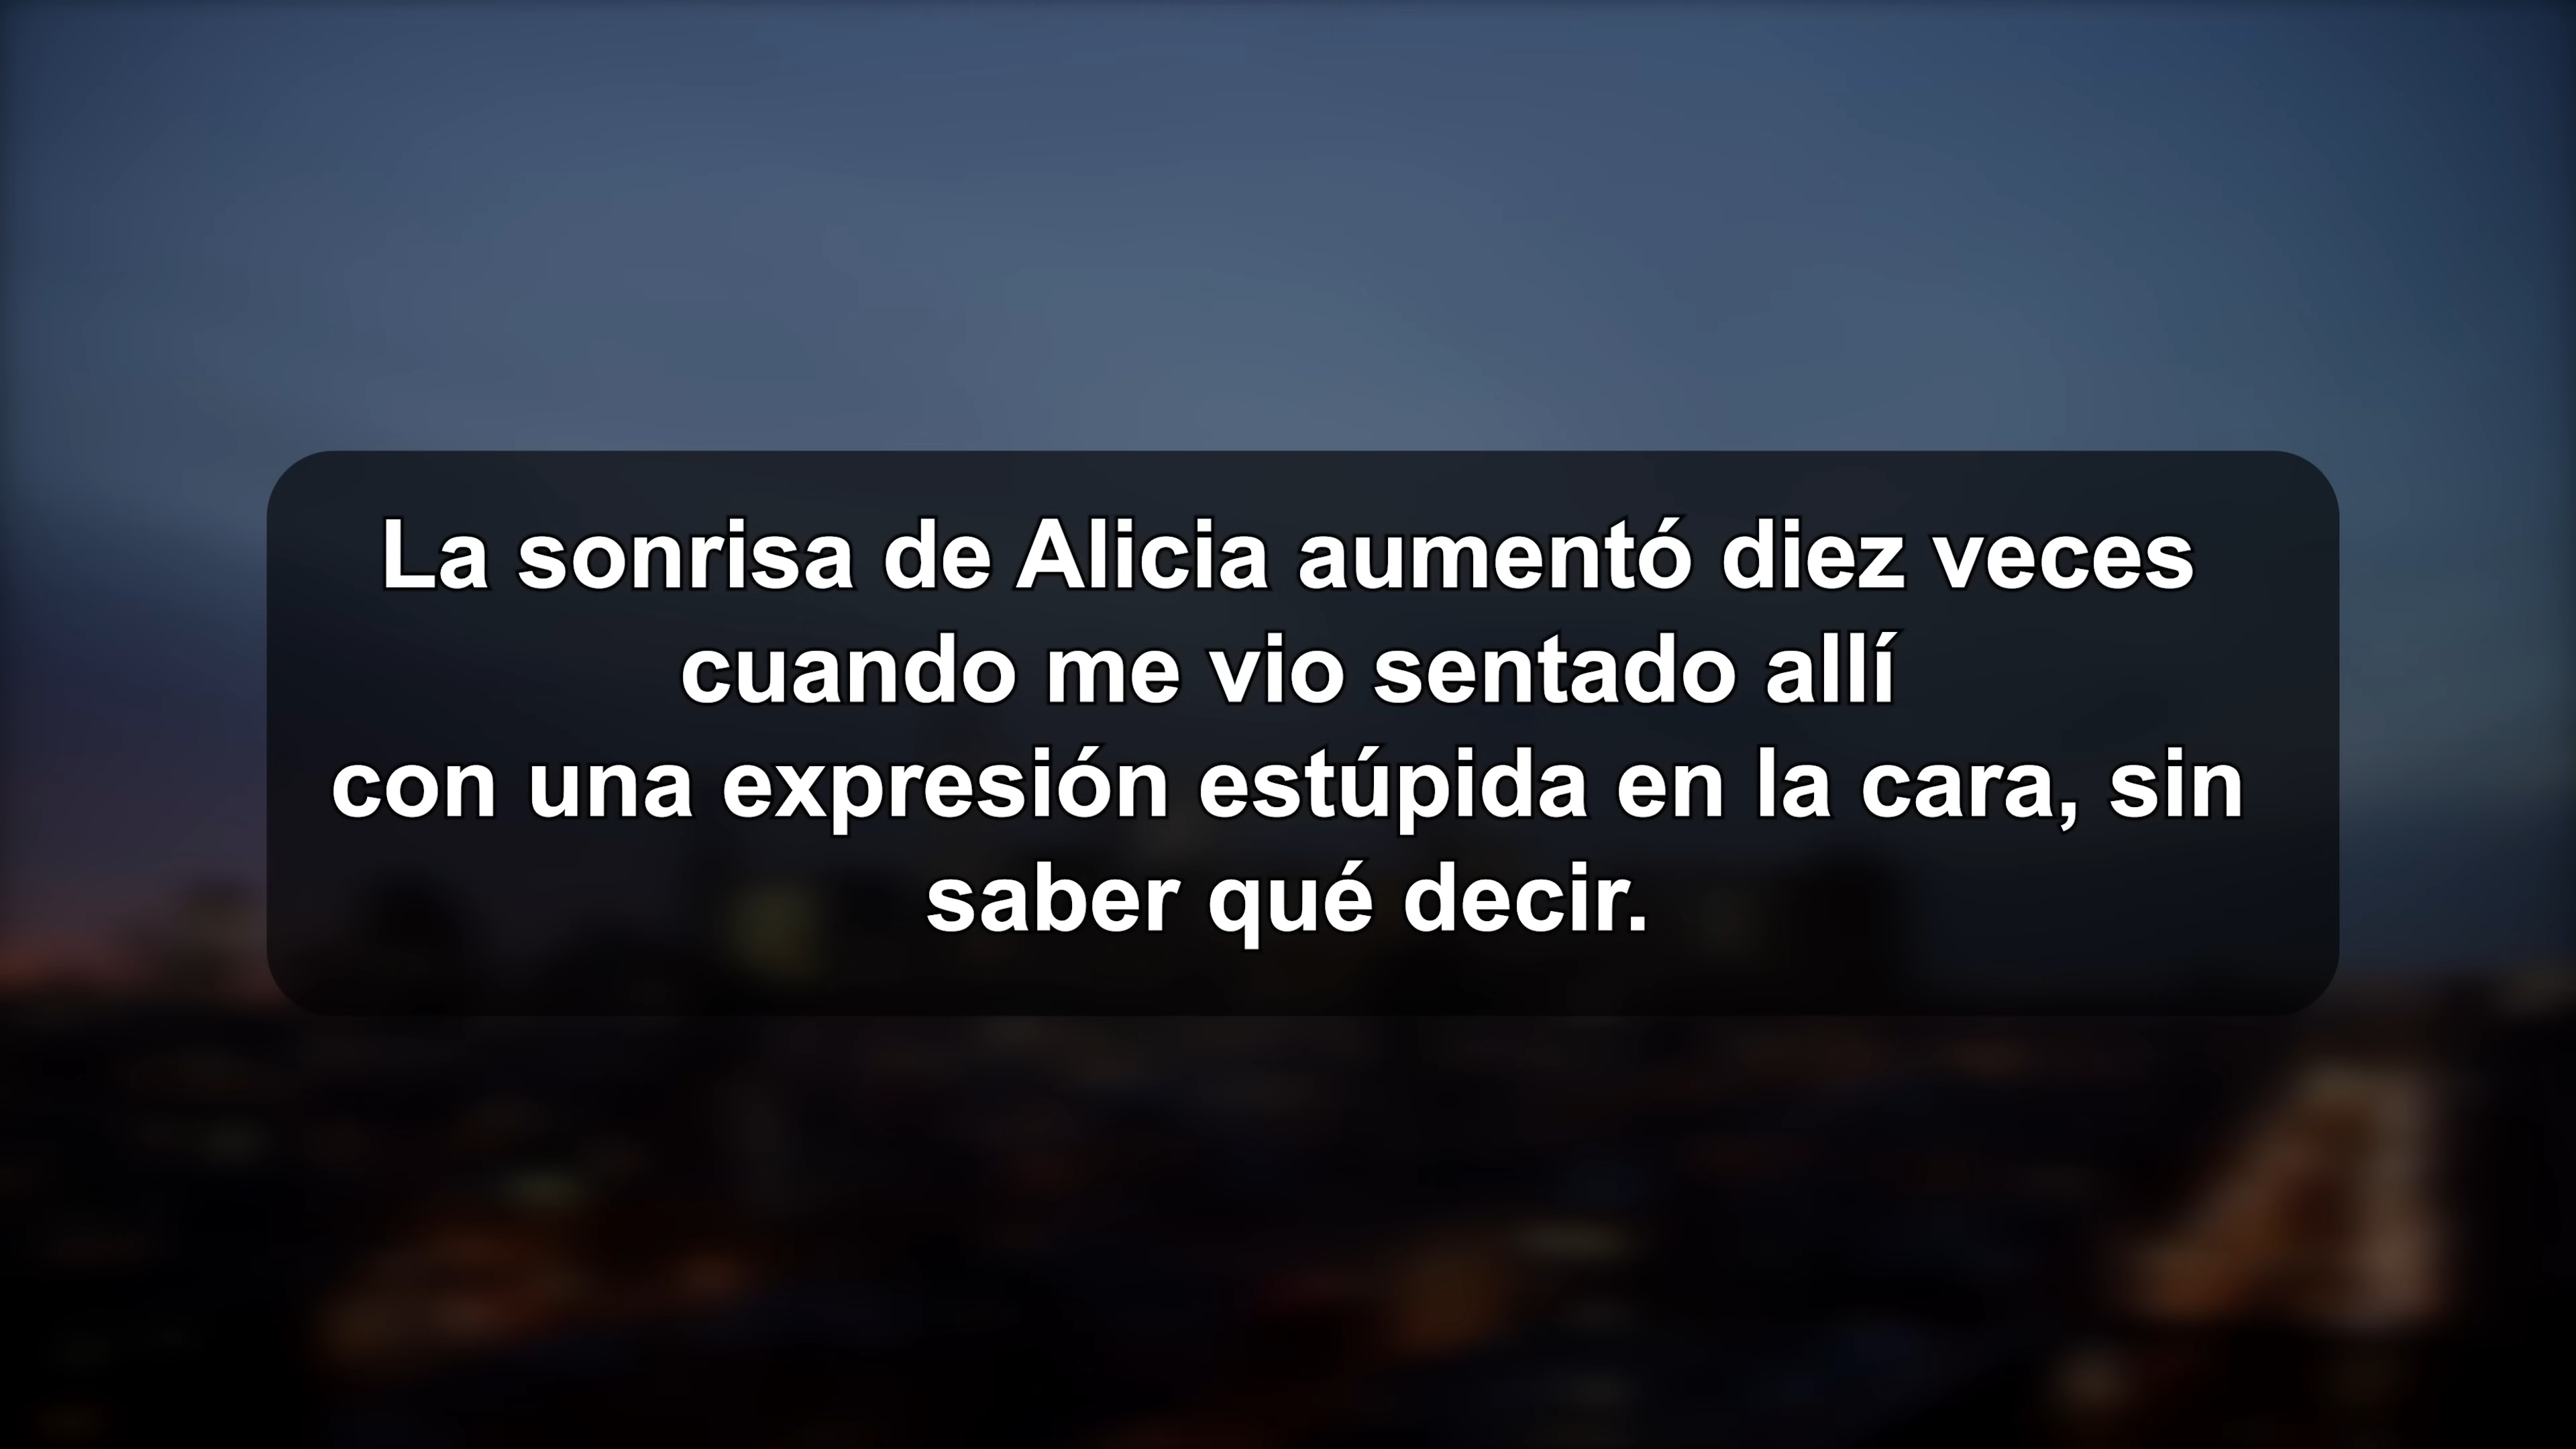 La sonrisa de Alicia aumentó diez veces
cuando me vio sentado allí
con una expresión estúpida en la cara, sin
saber qué decir.